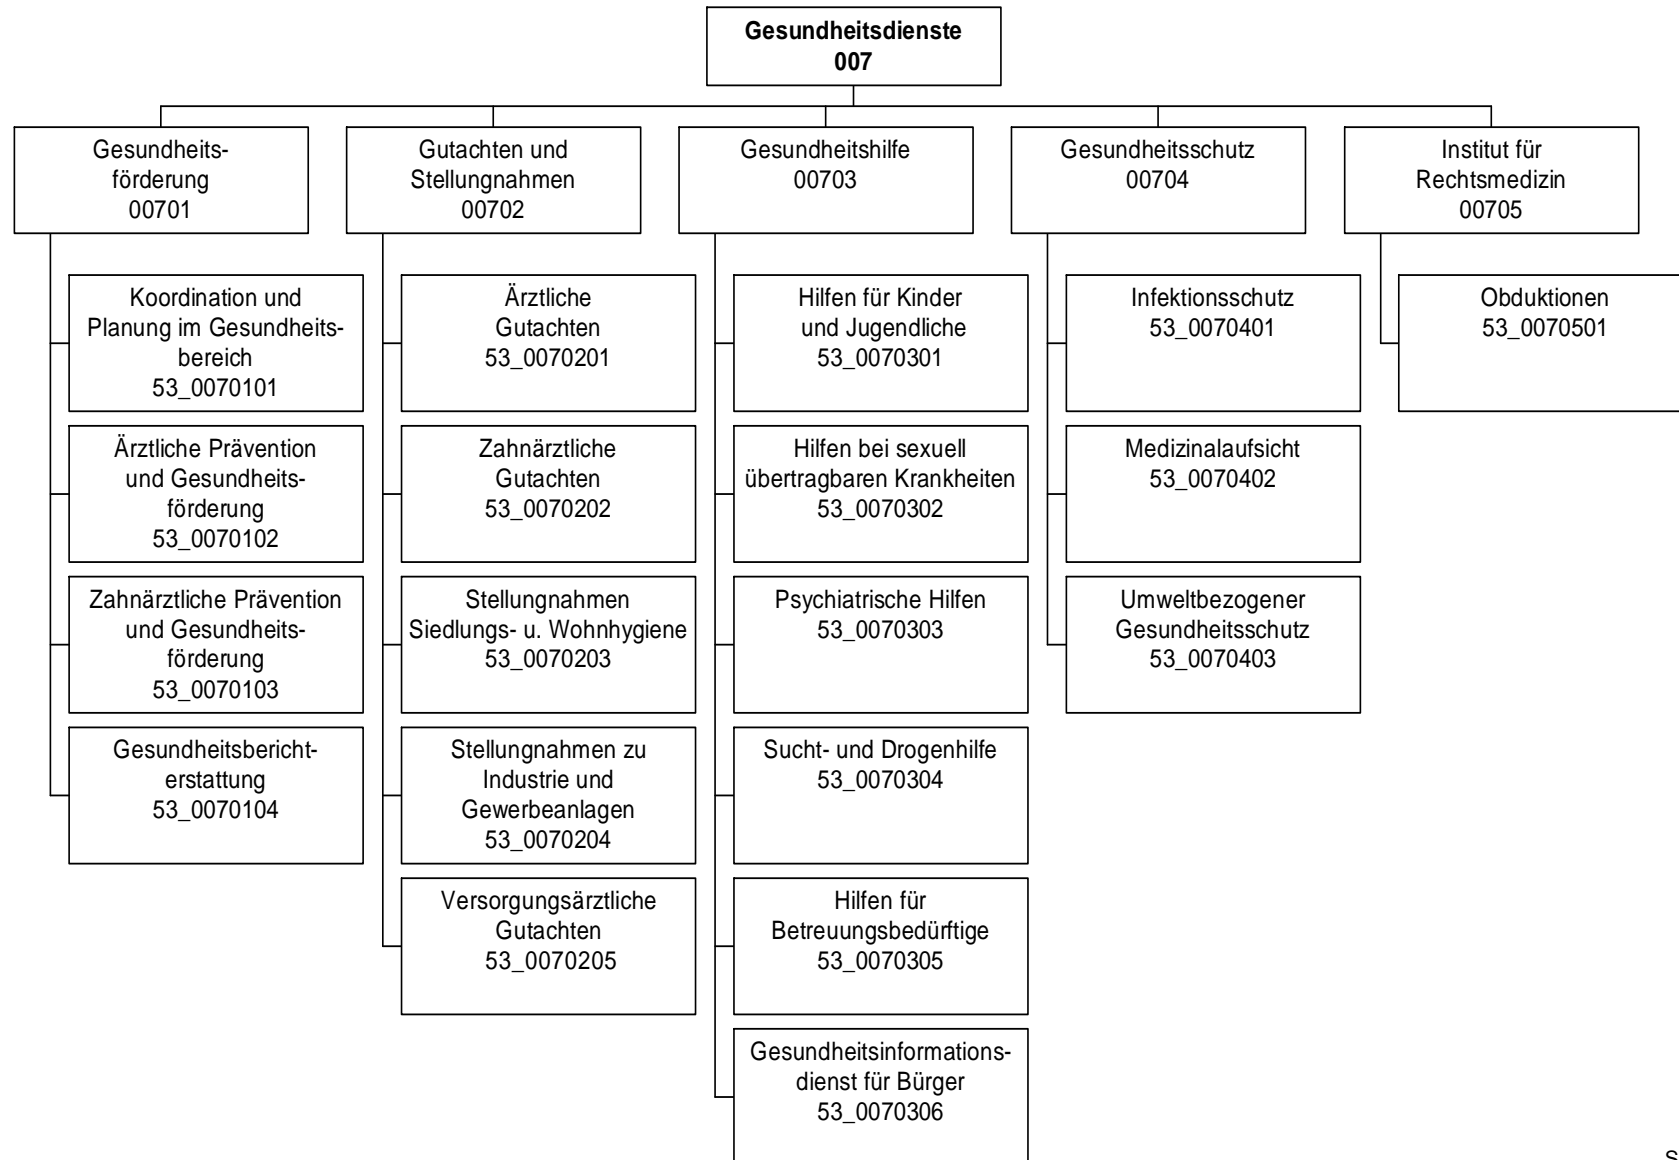 Gesundheitsdienste
007
Gesundheits-
förderung
00701
Gutachten und
Stellungnahmen
00702
Gesundheitshilfe
00703
Gesundheitsschutz
00704
Institut für
Rechtsmedizin
00705
Koordination und
Planung im Gesundheits-
bereich
53_0070101
Ärztliche Prävention
und Gesundheits-
förderung
53_0070102
Zahnärztliche Prävention
und Gesundheits-
förderung
53_0070103
Gesundheitsbericht-
erstattung
53_0070104
Ärztliche
Gutachten
53_0070201
Zahnärztliche
Gutachten
53_0070202
Stellungnahmen
Siedlungs- u. Wohnhygiene
53_0070203
Stellungnahmen zu
Industrie und
Gewerbeanlagen
53_0070204
Versorgungsärztliche
Gutachten
53_0070205
Hilfen für Kinder
und Jugendliche
53_0070301
Hilfen bei sexuell
übertragbaren Krankheiten
53_0070302
Psychiatrische Hilfen
53_0070303
Sucht- und Drogenhilfe
53_0070304
Hilfen für
Betreuungsbedürftige
53_0070305
Gesundheitsinformations-
dienst für Bürger
53_0070306
Infektionsschutz
53_0070401
Medizinalaufsicht
53_0070402
Umweltbezogener
Gesundheitsschutz
53_0070403
Obduktionen
53_0070501